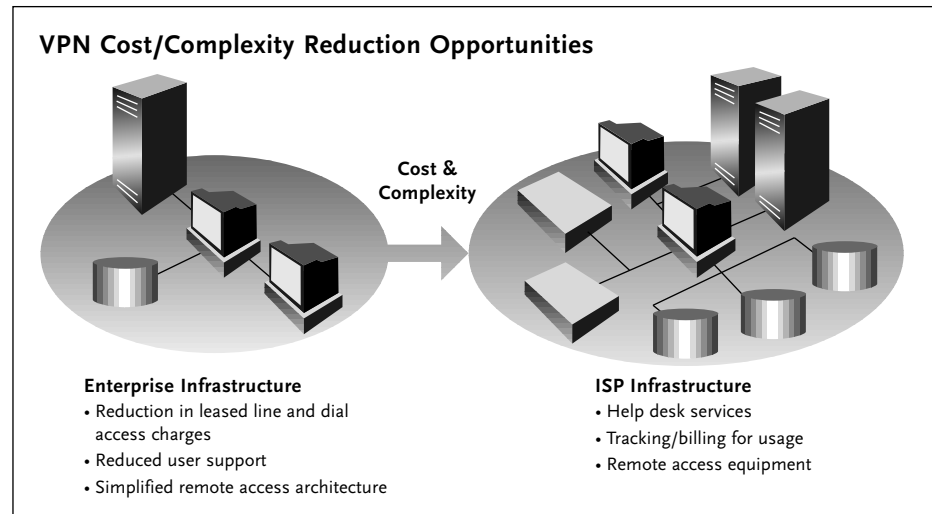 VPN Cost/Complexity Reduction Opportunities
Cost &
Complexity
Enterprise Infrastructure
• Reduction in leased line and dial
access charges
• Reduced user support
• Simplified remote access architecture
ISP Infrastructure
• Help desk services
• Tracking/billing for usage
• Remote access equipment